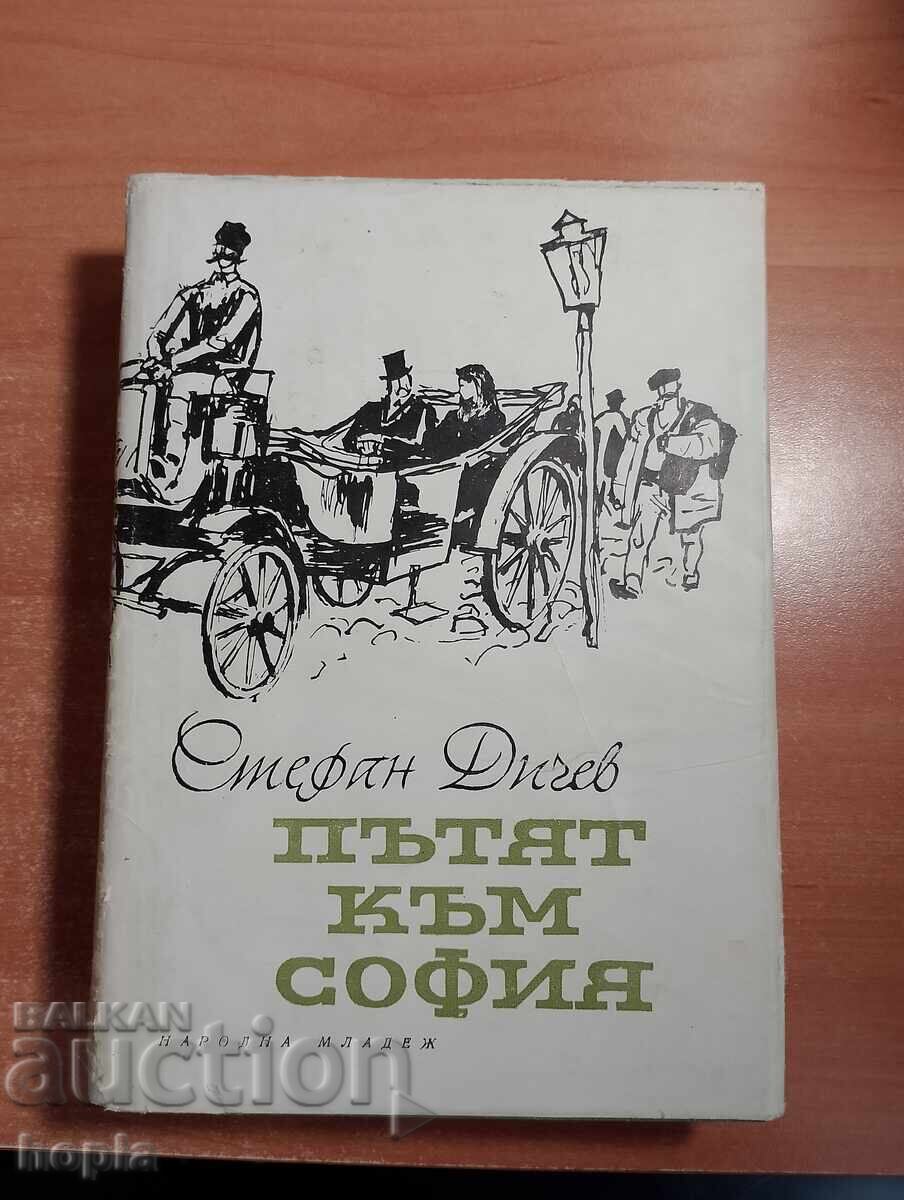 Стефан Дичев
ПЪТЯТ
КЪМ
СОФИЯ
НАРОДНА МЛАДЕЖ
BALKAN
auction
hopla